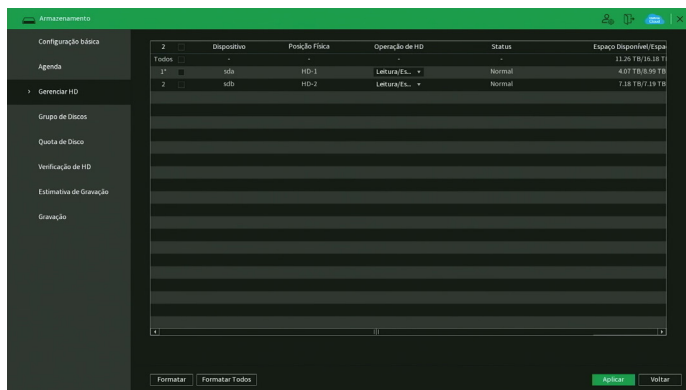 Armazenamento
Configuração básica
Agenda
Gerenciar HD
Grupo de Discos
Quota de Disco
Verificação de HD
Estimativa de Gravação
Gravação
2 Dispositivo Posição Física Operação de HD Status Espaço Disponível/Espa
Todos - - - - 11.26 TB/16.18 T
1* sda HD-1 Leitura/Es... Normal 4.07 TB/8.99 TB
2 sdb HD-2 Leitura/Es... Normal 7.18 TB/7.19 TB
Formatar Formatar Todos Aplicar Voltar